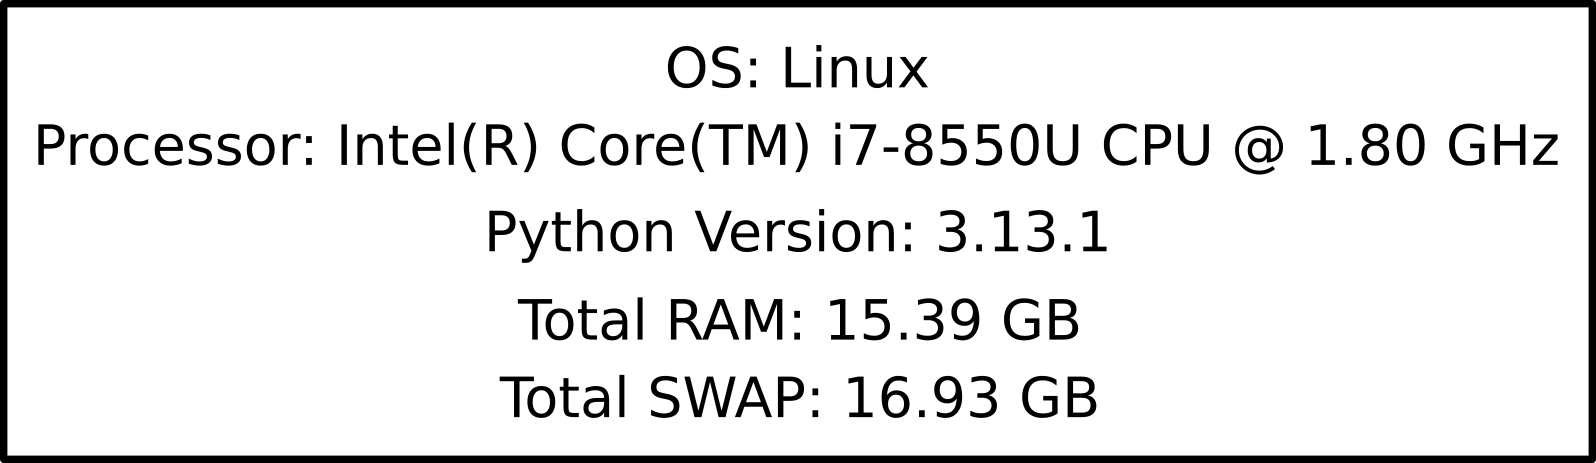 OS: Linux
Processor: Intel(R) Core(TM) i7-8550U CPU @ 1.80 GHz
Python Version: 3.13.1
Total RAM: 15.39 GB
Total SWAP: 16.93 GB